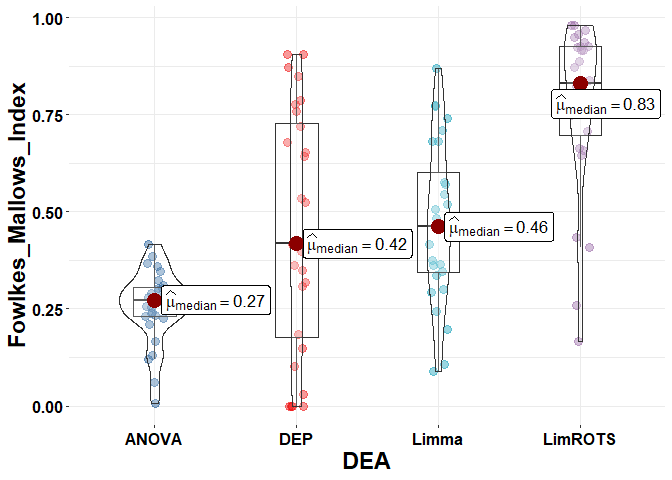 1.00
0.75
0.50
0.25
0.00
Fowlkes_Mallows_Index
μ̂median = 0.27
μ̂median = 0.42
μ̂median = 0.46
μ̂median = 0.83
ANOVA
DEP
Limma
LimROTS
DEA